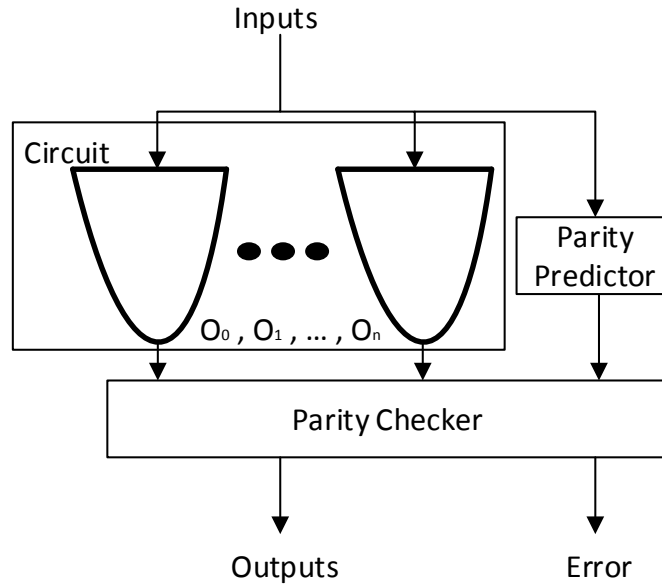 Inputs
Circuit
Parity
Predictor
O₀ , O₁ , ... , Oₙ
Parity Checker
Outputs
Error